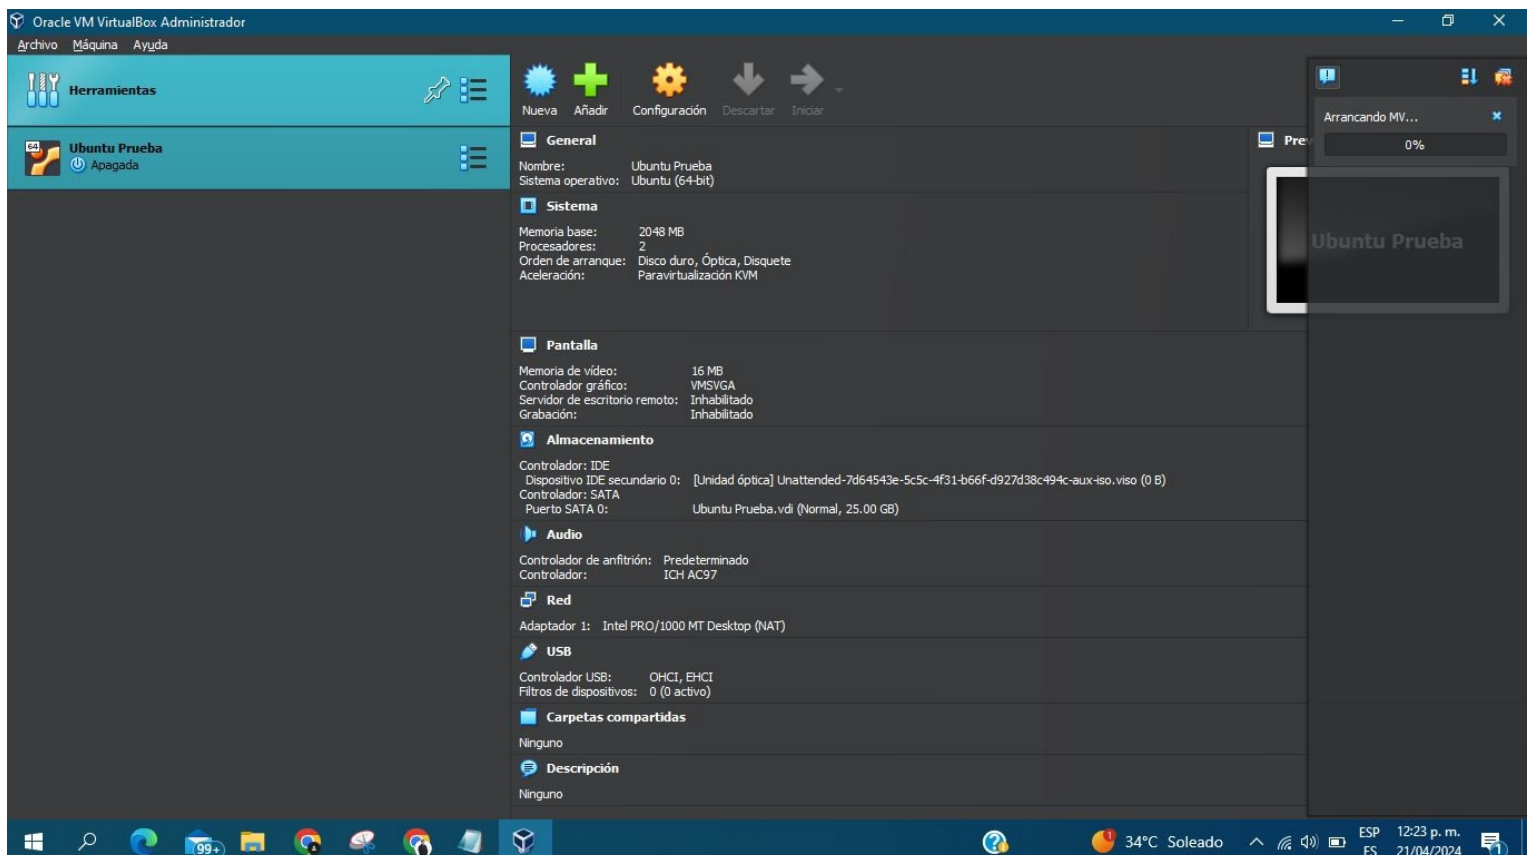 Oracle VM VirtualBox Administrador
Archivo Máquina Ayuda
Herramientas
64
Ubuntu Prueba
Apagada
Nueva Añadir Configuración Descartar Iniciar
General
Nombre: Ubuntu Prueba
Sistema operativo: Ubuntu (64-bit)
Sistema
Memoria base: 2048 MB
Procesadores: 2
Orden de arranque: Disco duro, Óptica, Disquete
Aceleración: Paravirtualización KVM
Pre
Arrancando MV...
0%
Ubuntu Prueba
Pantalla
Memoria de vídeo: 16 MB
Controlador gráfico: VMSVGA
Servidor de escritorio remoto: Inhabilitado
Grabación: Inhabilitado
Almacenamiento
Controlador: IDE
Dispositivo IDE secundario 0: [Unidad óptica] Unattended-7d64543e-5c5c-4f31-b66f-d927d38c494c-aux-iso.viso (0 B)
Controlador: SATA
Puerto SATA 0: Ubuntu Prueba.vdi (Normal, 25.00 GB)
Audio
Controlador de anfitrión: Predeterminado
Controlador: ICH AC97
Red
Adaptador 1: Intel PRO/1000 MT Desktop (NAT)
USB
Controlador USB: OHCI, EHCI
Filtros de dispositivos: 0 (0 activo)
Carpetas compartidas
Ninguno
Descripción
Ninguno
99+
1
34°C Soleado
ESP
ES
12:23 p. m.
21/04/2024
1